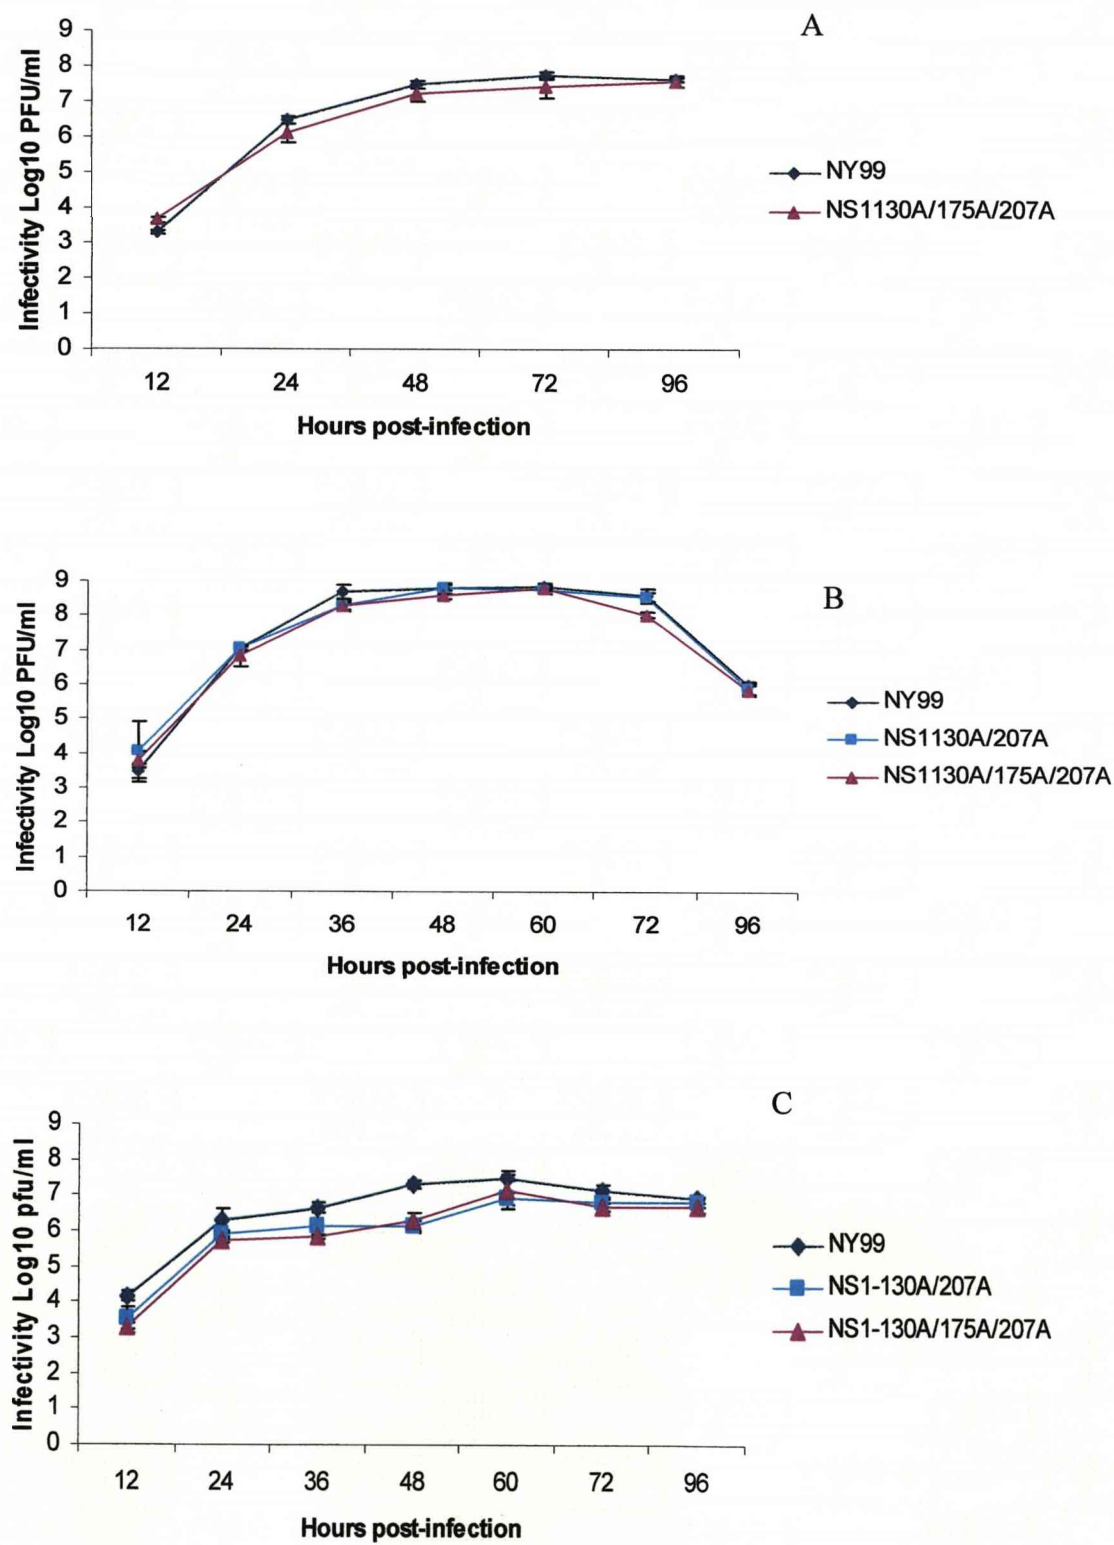 A
9
8
7
6
5
4
3
2
1
0
Infectivity Log10 PFU/ml
12 24 48 72 96
Hours post-infection
NY99
NS1130A/175A/207A
B
9
8
7
6
5
4
3
2
1
0
Infectivity Log10 PFU/ml
12 24 36 48 60 72 96
Hours post-infection
NY99
NS1130A/207A
NS1130A/175A/207A
C
9
8
7
6
5
4
3
2
1
0
Infectivity Log10 pfu/ml
12 24 36 48 60 72 96
Hours post-infection
NY99
NS1-130A/207A
NS1-130A/175A/207A